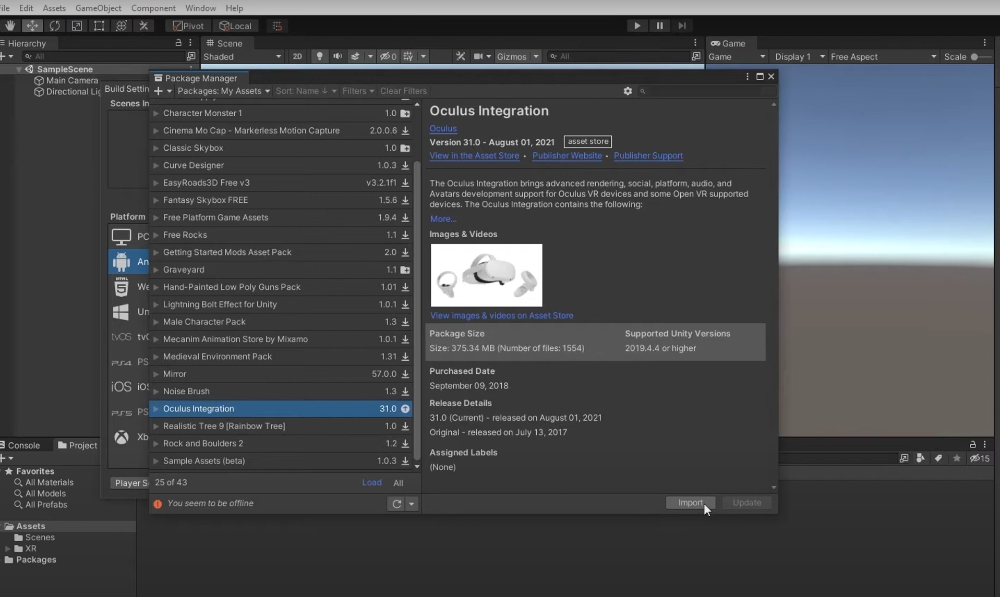 File Edit Assets GameObject Component Window Help
Pivot Local
Hierarchy
All
SampleScene
Main Camera
Directional Lig
Scene
Shaded 2D 0 Gizmos All
Game
Game Display 1 Free Aspect Scale
Build Settin
Scenes In
Platform
PC
An
HTML 5 We
Un
tvOS tvO
PS4 PS
iOS iOS
PS5 PS
Xb
Player S
Package Manager
Packages: My Assets Sort: Name ↓ Filters Clear Filters
Character Monster 1 1.0
Cinema Mo Cap - Markerless Motion Capture 2.0.0.6
Classic Skybox 1.0
Curve Designer 1.0.3
EasyRoads3D Free v3 v3.2.1f1
Fantasy Skybox FREE 1.5.6
Free Platform Game Assets 1.9.4
Free Rocks 1.1
Getting Started Mods Asset Pack 2.0
Graveyard 1.1
Hand-Painted Low Poly Guns Pack 1.01
Lightning Bolt Effect for Unity 1.0.1
Male Character Pack 1.3
Mecanim Animation Store by Mixamo 1.0.1
Medieval Environment Pack 1.31
Mirror 57.0.0
Noise Brush 1.3
Oculus Integration 31.0
Realistic Tree 9 [Rainbow Tree] 1.0
Rock and Boulders 2 1.2
Sample Assets (beta) 1.0.3
25 of 43 Load All
You seem to be offline
Oculus Integration
Oculus
Version 31.0 - August 01, 2021 asset store
View in the Asset Store • Publisher Website • Publisher Support
The Oculus Integration brings advanced rendering, social, platform, audio, and
Avatars development support for Oculus VR devices and some Open VR supported
devices. The Oculus Integration contains the following:
More...
Images & Videos
View images & videos on Asset Store
Package Size Supported Unity Versions
Size: 375.34 MB (Number of files: 1554) 2019.4.4 or higher
Purchased Date
September 09, 2018
Release Details
31.0 (Current) - released on August 01, 2021
Original - released on July 13, 2017
Assigned Labels
(None)
Import Update
Console Project
15
Favorites
All Materials
All Models
All Prefabs
Assets
Scenes
XR
Packages